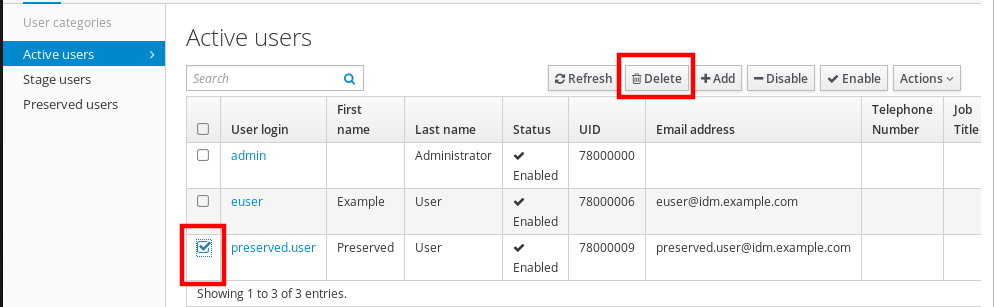 User categories
Active users
Stage users
Preserved users
Active users
Search
Refresh
Delete
Add
Disable
Enable
Actions
User login
First name
Last name
Status
UID
Email address
Telephone Number
Job Title
admin
Administrator
Enabled
78000000
euser
Example
User
Enabled
78000006
euser@idm.example.com
preserved.user
Preserved
User
Enabled
78000009
preserved.user@idm.example.com
Showing 1 to 3 of 3 entries.